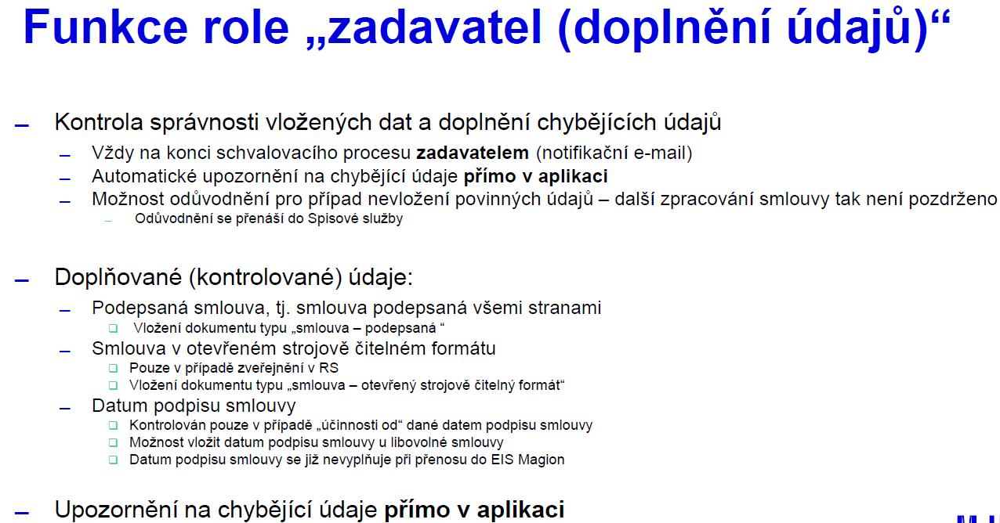 Funkce role „zadavatel (doplnění údajů)“
– Kontrola správnosti vložených dat a doplnění chybějících údajů
– Vždy na konci schvalovacího procesu zadavatelem (notifikační e-mail)
– Automatické upozornění na chybějící údaje přímo v aplikaci
– Možnost odůvodnění pro případ nevložení povinných údajů – další zpracování smlouvy tak není pozdrženo
– Odůvodnění se přenáší do Spisové služby
– Doplňované (kontrolované) údaje:
– Podepsaná smlouva, tj. smlouva podepsaná všemi stranami
❑ Vložení dokumentu typu „smlouva – podepsaná “
– Smlouva v otevřeném strojově čitelném formátu
❑ Pouze v případě zveřejnění v RS
❑ Vložení dokumentu typu „smlouva – otevřený strojově čitelný formát“
– Datum podpisu smlouvy
❑ Kontrolován pouze v případě „účinnosti od“ dané datem podpisu smlouvy
❑ Možnost vložit datum podpisu smlouvy u libovolné smlouvy
❑ Datum podpisu smlouvy se již nevyplňuje při přenosu do EIS Magion
– Upozornění na chybějící údaje přímo v aplikaci